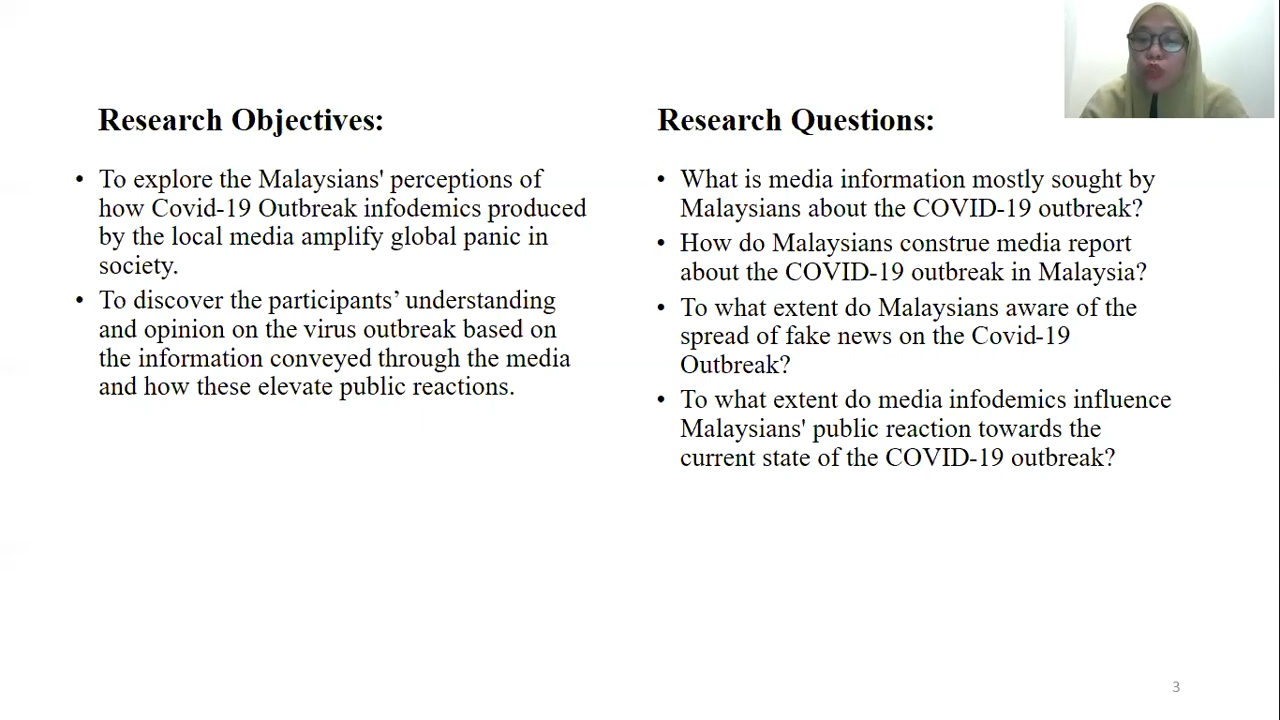 Research Objectives:
• To explore the Malaysians' perceptions of
how Covid-19 Outbreak infodemics produced
by the local media amplify global panic in
society.
• To discover the participants’ understanding
and opinion on the virus outbreak based on
the information conveyed through the media
and how these elevate public reactions.
Research Questions:
• What is media information mostly sought by
Malaysians about the COVID-19 outbreak?
• How do Malaysians construe media report
about the COVID-19 outbreak in Malaysia?
• To what extent do Malaysians aware of the
spread of fake news on the Covid-19
Outbreak?
• To what extent do media infodemics influence
Malaysians' public reaction towards the
current state of the COVID-19 outbreak?
3